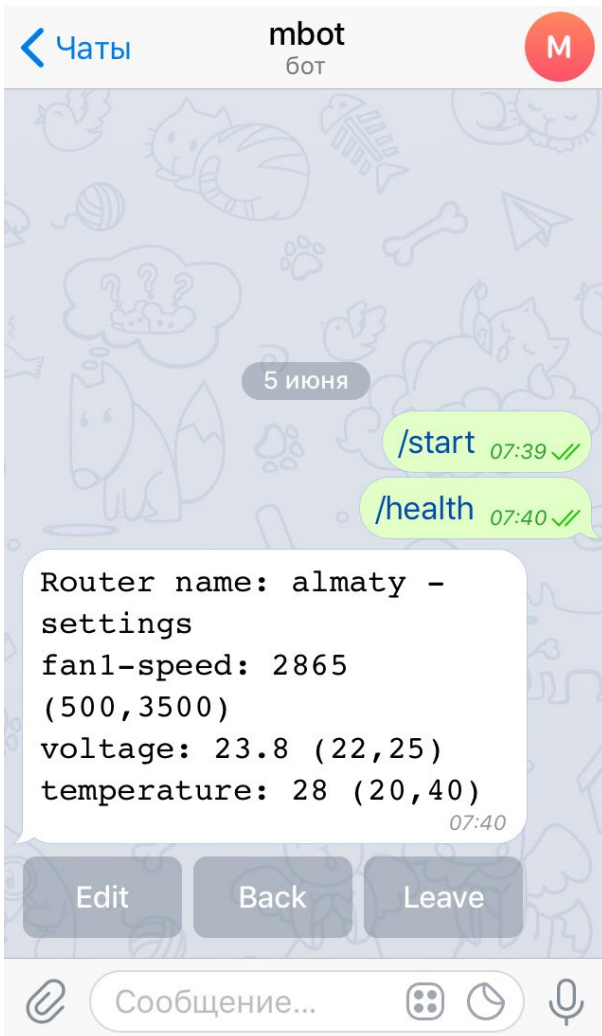 Чаты
mbot
бот
M
5 июня
/start 07:39
/health 07:40
Router name: almaty -
settings
fan1-speed: 2865
(500,3500)
voltage: 23.8 (22,25)
temperature: 28 (20,40)
07:40
Edit Back Leave
Сообщение...